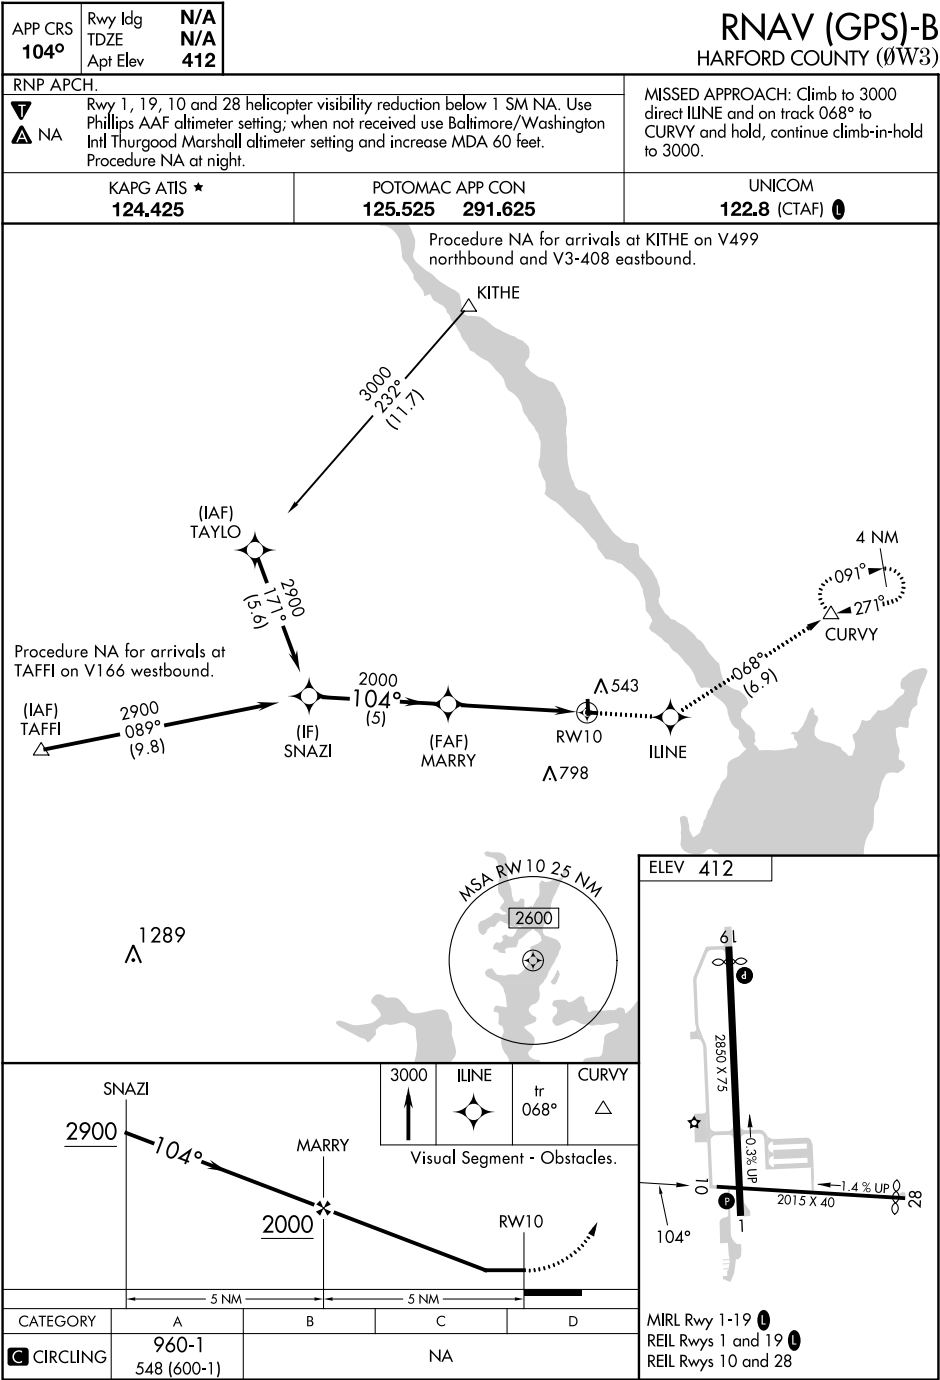 APP CRS
104°
Rwy ldg N/A
TDZE N/A
Apt Elev 412
RNAV (GPS)-B
HARFORD COUNTY (ØW3)
RNP APCH.
T
A NA
Rwy 1, 19, 10 and 28 helicopter visibility reduction below 1 SM NA. Use
Phillips AAF altimeter setting; when not received use Baltimore/Washington
Intl Thurgood Marshall altimeter setting and increase MDA 60 feet.
Procedure NA at night.
MISSED APPROACH: Climb to 3000
direct ILINE and on track 068° to
CURVY and hold, continue climb-in-hold
to 3000.
KAPG ATIS ★
124.425
POTOMAC APP CON
125.525 291.625
UNICOM
122.8 (CTAF) L
Procedure NA for arrivals at KITHE on V499
northbound and V3-408 eastbound.
KITHE
3000
232°
(11.7)
(IAF)
TAYLO
2900
171°
(5.6)
4 NM
091°
271°
CURVY
Procedure NA for arrivals at
TAFFI on V166 westbound.
(IAF)
TAFFI
2900
089°
(9.8)
(IF)
SNAZI
2000
104°
(5)
(FAF)
MARRY
543
RW10
798
ILINE
068°
(6.9)
1289
MSA RW10 25 NM
2600
ELEV 412
19
P
2850 X 75
0.3% UP
10
1.4 % UP
2015 X 40
28
P
1
104°
MIRL Rwy 1-19 L
REIL Rwys 1 and 19 L
REIL Rwys 10 and 28
SNAZI
2900
104°
MARRY
2000
3000
ILINE
tr
068°
CURVY
Visual Segment - Obstacles.
RW10
5 NM
5 NM
CATEGORY A B C D
C CIRCLING
960-1
548 (600-1)
NA